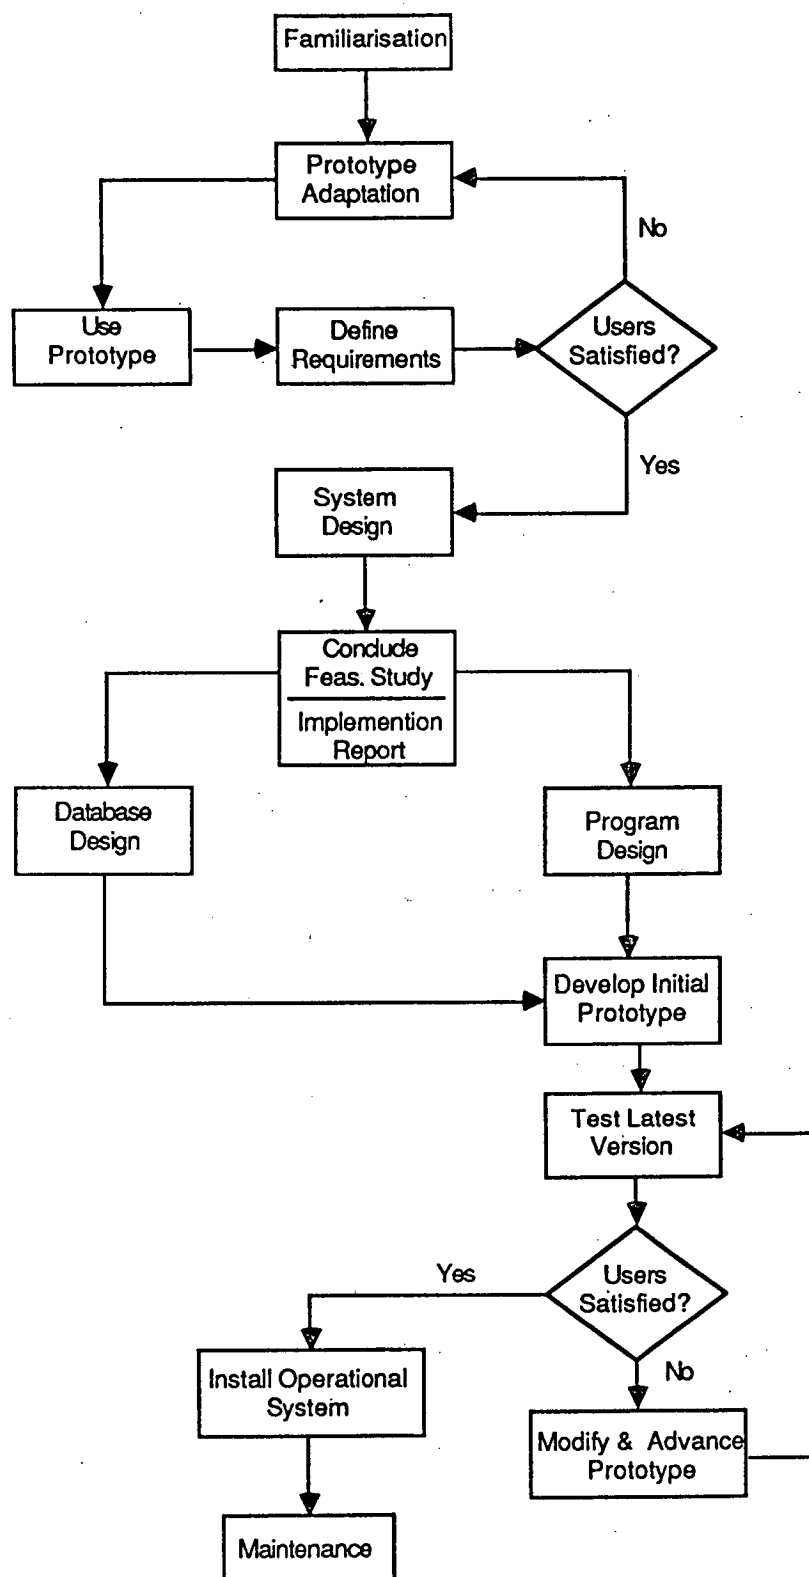 Familiarisation
Prototype
Adaptation
No
Use
Prototype
Define
Requirements
Users
Satisfied?
Yes
System
Design
Conclude
Feas. Study
Implemention
Report
Database
Design
Program
Design
Develop Initial
Prototype
Test Latest
Version
Yes
Users
Satisfied?
No
Install Operational
System
Modify & Advance
Prototype
Maintenance